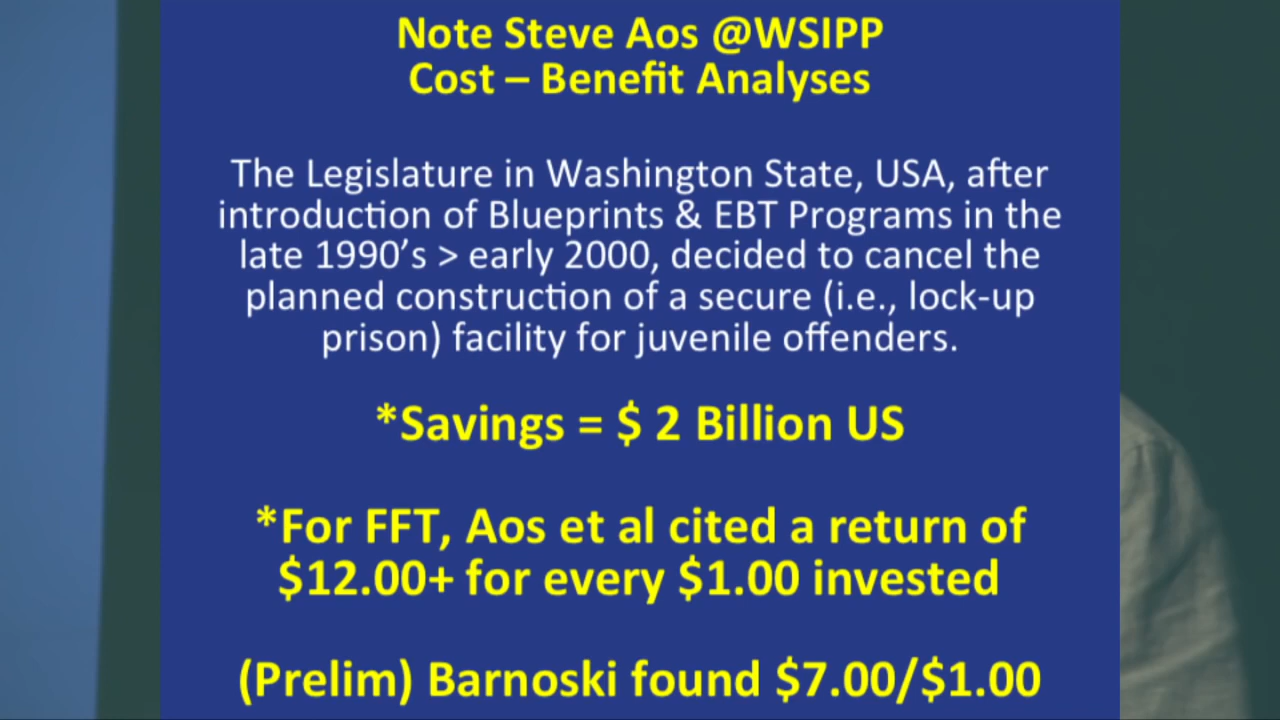 Note Steve Aos @WSIPP
Cost – Benefit Analyses
The Legislature in Washington State, USA, after
introduction of Blueprints & EBT Programs in the
late 1990’s > early 2000, decided to cancel the
planned construction of a secure (i.e., lock-up
prison) facility for juvenile offenders.
*Savings = $ 2 Billion US
*For FFT, Aos et al cited a return of
$12.00+ for every $1.00 invested
(Prelim) Barnoski found $7.00/$1.00